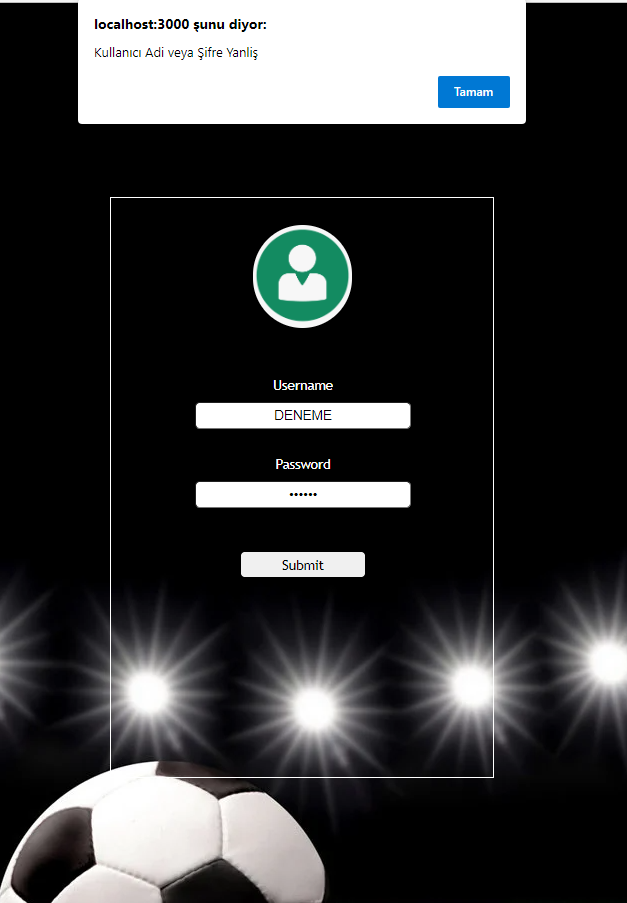 localhost:3000 şunu diyor:
Kullanıcı Adi veya Şifre Yanliş
Tamam
Username
DENEME
Password
••••••
Submit